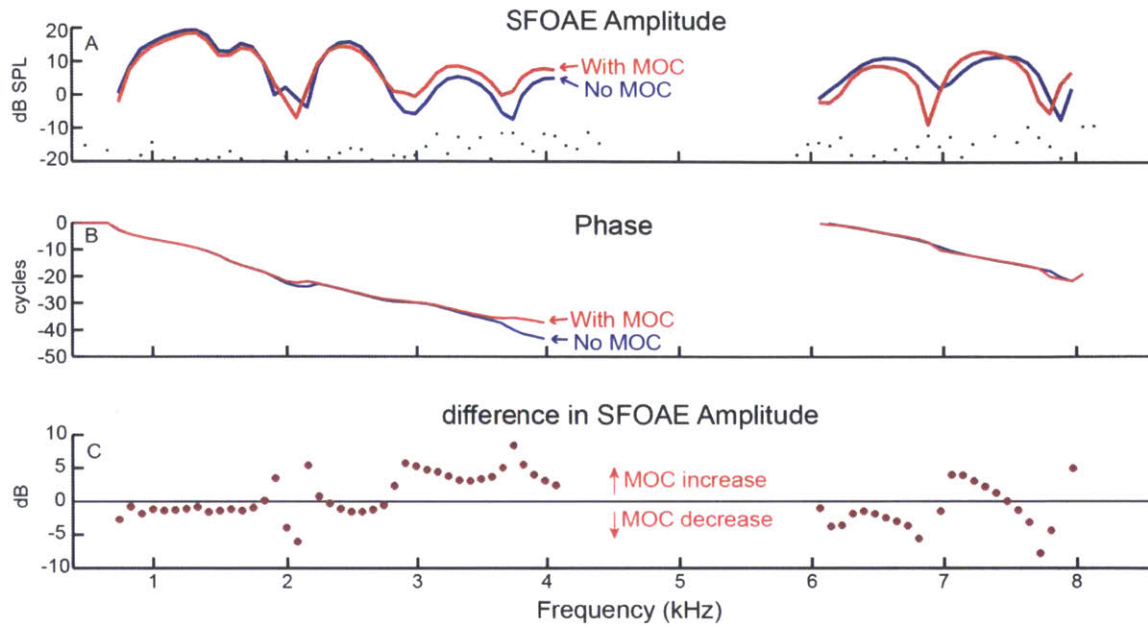 SFOAE Amplitude
A
20
10
0
-10
-20
dB SPL
With MOC
No MOC
Phase
B
0
-10
-20
-30
-40
-50
cycles
With MOC
No MOC
difference in SFOAE Amplitude
C
10
5
0
-5
-10
dB
MOC increase
MOC decrease
1 2 3 4 5 6 7 8
Frequency (kHz)